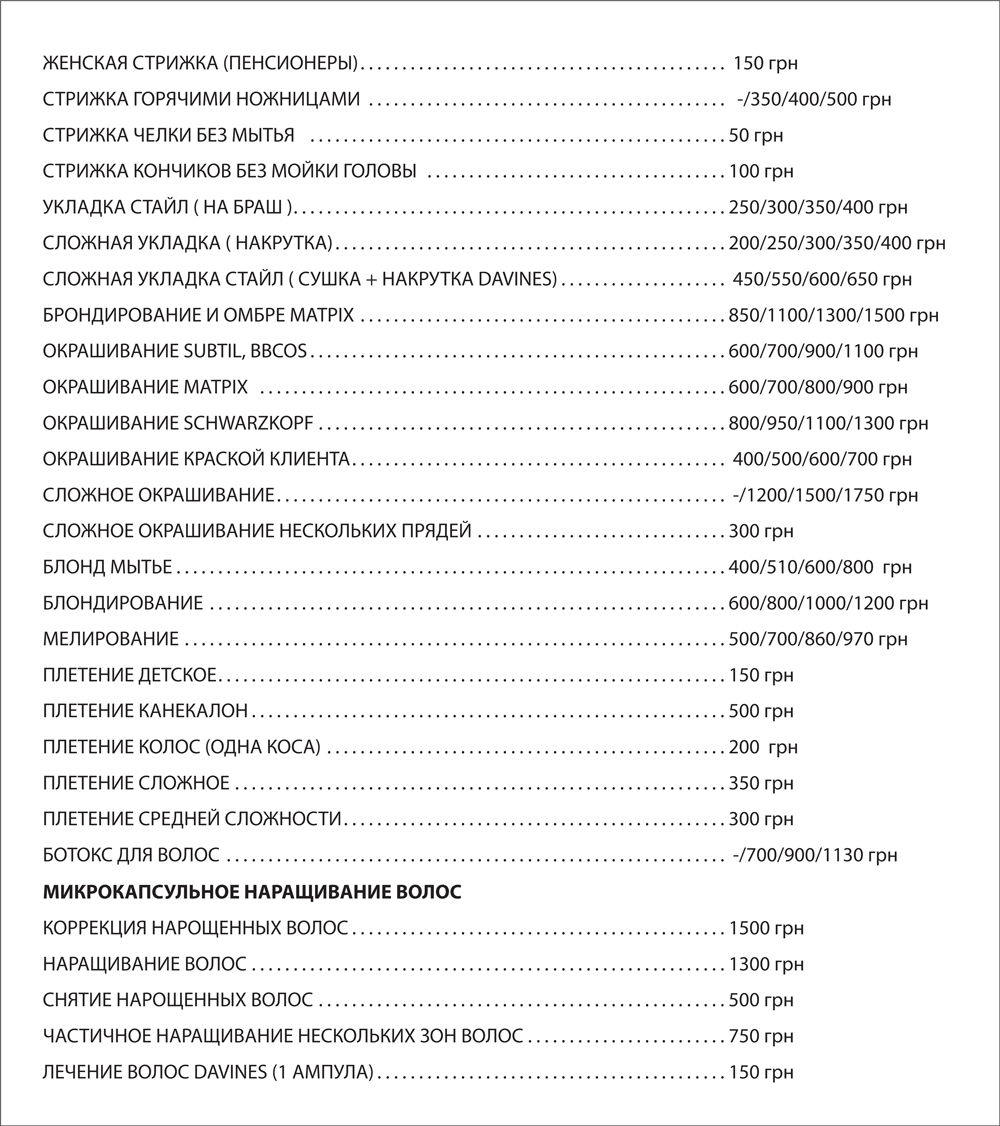 ЖЕНСКАЯ СТРИЖКА (ПЕНСИОНЕРЫ)............................................ 150 грн
СТРИЖКА ГОРЯЧИМИ НОЖНИЦАМИ ........................................... -/350/400/500 грн
СТРИЖКА ЧЕЛКИ БЕЗ МЫТЬЯ .................................................. 50 грн
СТРИЖКА КОНЧИКОВ БЕЗ МОЙКИ ГОЛОВЫ .................................... 100 грн
УКЛАДКА СТАЙЛ ( НА БРАШ ).................................................... 250/300/350/400 грн
СЛОЖНАЯ УКЛАДКА ( НАКРУТКА)............................................... 200/250/300/350/400 грн
СЛОЖНАЯ УКЛАДКА СТАЙЛ ( СУШКА + НАКРУТКА DAVINES).................... 450/550/600/650 грн
БРОНДИРОВАНИЕ И ОМБРЕ MATPIX ............................................ 850/1100/1300/1500 грн
ОКРАШИВАНИЕ SUBTIL, BBCOS.................................................. 600/700/900/1100 грн
ОКРАШИВАНИЕ MATPIX ........................................................ 600/700/800/900 грн
ОКРАШИВАНИЕ SCHWARZKOPF ................................................. 800/950/1100/1300 грн
ОКРАШИВАНИЕ КРАСКОЙ КЛИЕНТА............................................. 400/500/600/700 грн
СЛОЖНОЕ ОКРАШИВАНИЕ...................................................... -/1200/1500/1750 грн
СЛОЖНОЕ ОКРАШИВАНИЕ НЕСКОЛЬКИХ ПРЯДЕЙ .............................. 300 грн
БЛОНД МЫТЬЕ.................................................................. 400/510/600/800 грн
БЛОНДИРОВАНИЕ .............................................................. 600/800/1000/1200 грн
МЕЛИРОВАНИЕ ................................................................. 500/700/860/970 грн
ПЛЕТЕНИЕ ДЕТСКОЕ............................................................. 150 грн
ПЛЕТЕНИЕ КАНЕКАЛОН......................................................... 500 грн
ПЛЕТЕНИЕ КОЛОС (ОДНА КОСА) ................................................ 200 грн
ПЛЕТЕНИЕ СЛОЖНОЕ ........................................................... 350 грн
ПЛЕТЕНИЕ СРЕДНЕЙ СЛОЖНОСТИ.............................................. 300 грн
БОТОКС ДЛЯ ВОЛОС ............................................................ -/700/900/1130 грн
МИКРОКАПСУЛЬНОЕ НАРАЩИВАНИЕ ВОЛОС
КОРРЕКЦИЯ НАРОЩЕННЫХ ВОЛОС............................................. 1500 грн
НАРАЩИВАНИЕ ВОЛОС ......................................................... 1300 грн
СНЯТИЕ НАРОЩЕННЫХ ВОЛОС ................................................. 500 грн
ЧАСТИЧНОЕ НАРАЩИВАНИЕ НЕСКОЛЬКИХ ЗОН ВОЛОС ........................ 750 грн
ЛЕЧЕНИЕ ВОЛОС DAVINES (1 АМПУЛА).......................................... 150 грн